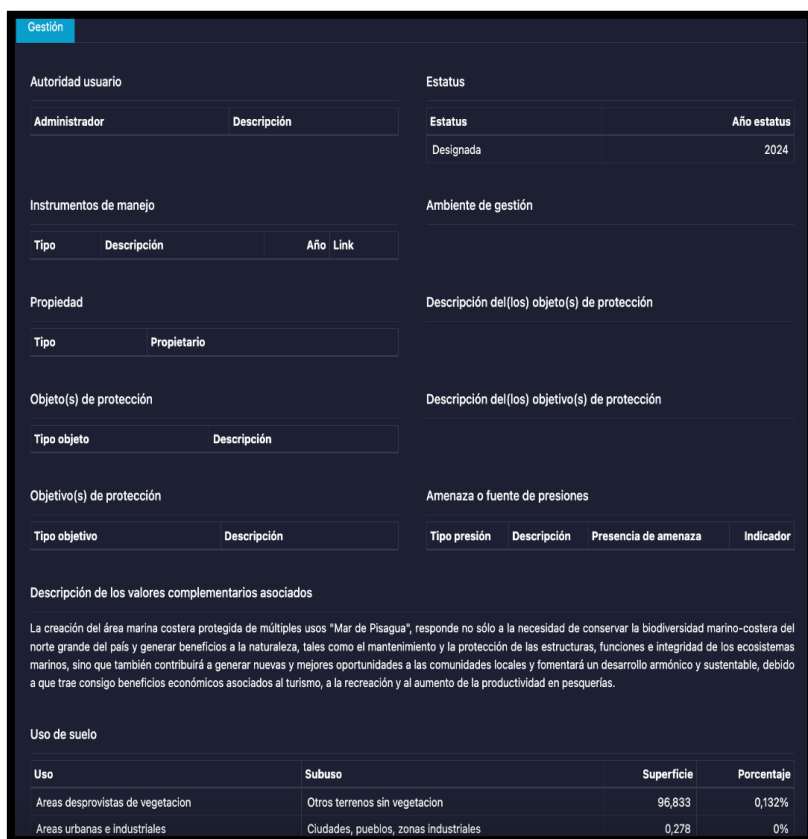 Gestión
Autoridad usuario
Administrador Descripción
Estatus
Estatus Año estatus
Designada 2024
Instrumentos de manejo
Tipo Descripción Año Link
Ambiente de gestión
Propiedad
Tipo Propietario
Descripción del(los) objeto(s) de protección
Objeto(s) de protección
Tipo objeto Descripción
Descripción del(los) objetivo(s) de protección
Objetivo(s) de protección
Tipo objetivo Descripción
Amenaza o fuente de presiones
Tipo presión Descripción Presencia de amenaza Indicador
Descripción de los valores complementarios asociados
La creación del área marina costera protegida de múltiples usos "Mar de Pisagua", responde no sólo a la necesidad de conservar la biodiversidad marino-costera del
norte grande del país y generar beneficios a la naturaleza, tales como el mantenimiento y la protección de las estructuras, funciones e integridad de los ecosistemas
marinos, sino que también contribuirá a generar nuevas y mejores oportunidades a las comunidades locales y fomentará un desarrollo armónico y sustentable, debido
a que trae consigo beneficios económicos asociados al turismo, a la recreación y al aumento de la productividad en pesquerías.
Uso de suelo
Uso Subuso Superficie Porcentaje
Areas desprovistas de vegetacion Otros terrenos sin vegetacion 96,833 0,132%
Areas urbanas e industriales Ciudades, pueblos, zonas industriales 0,278 0%